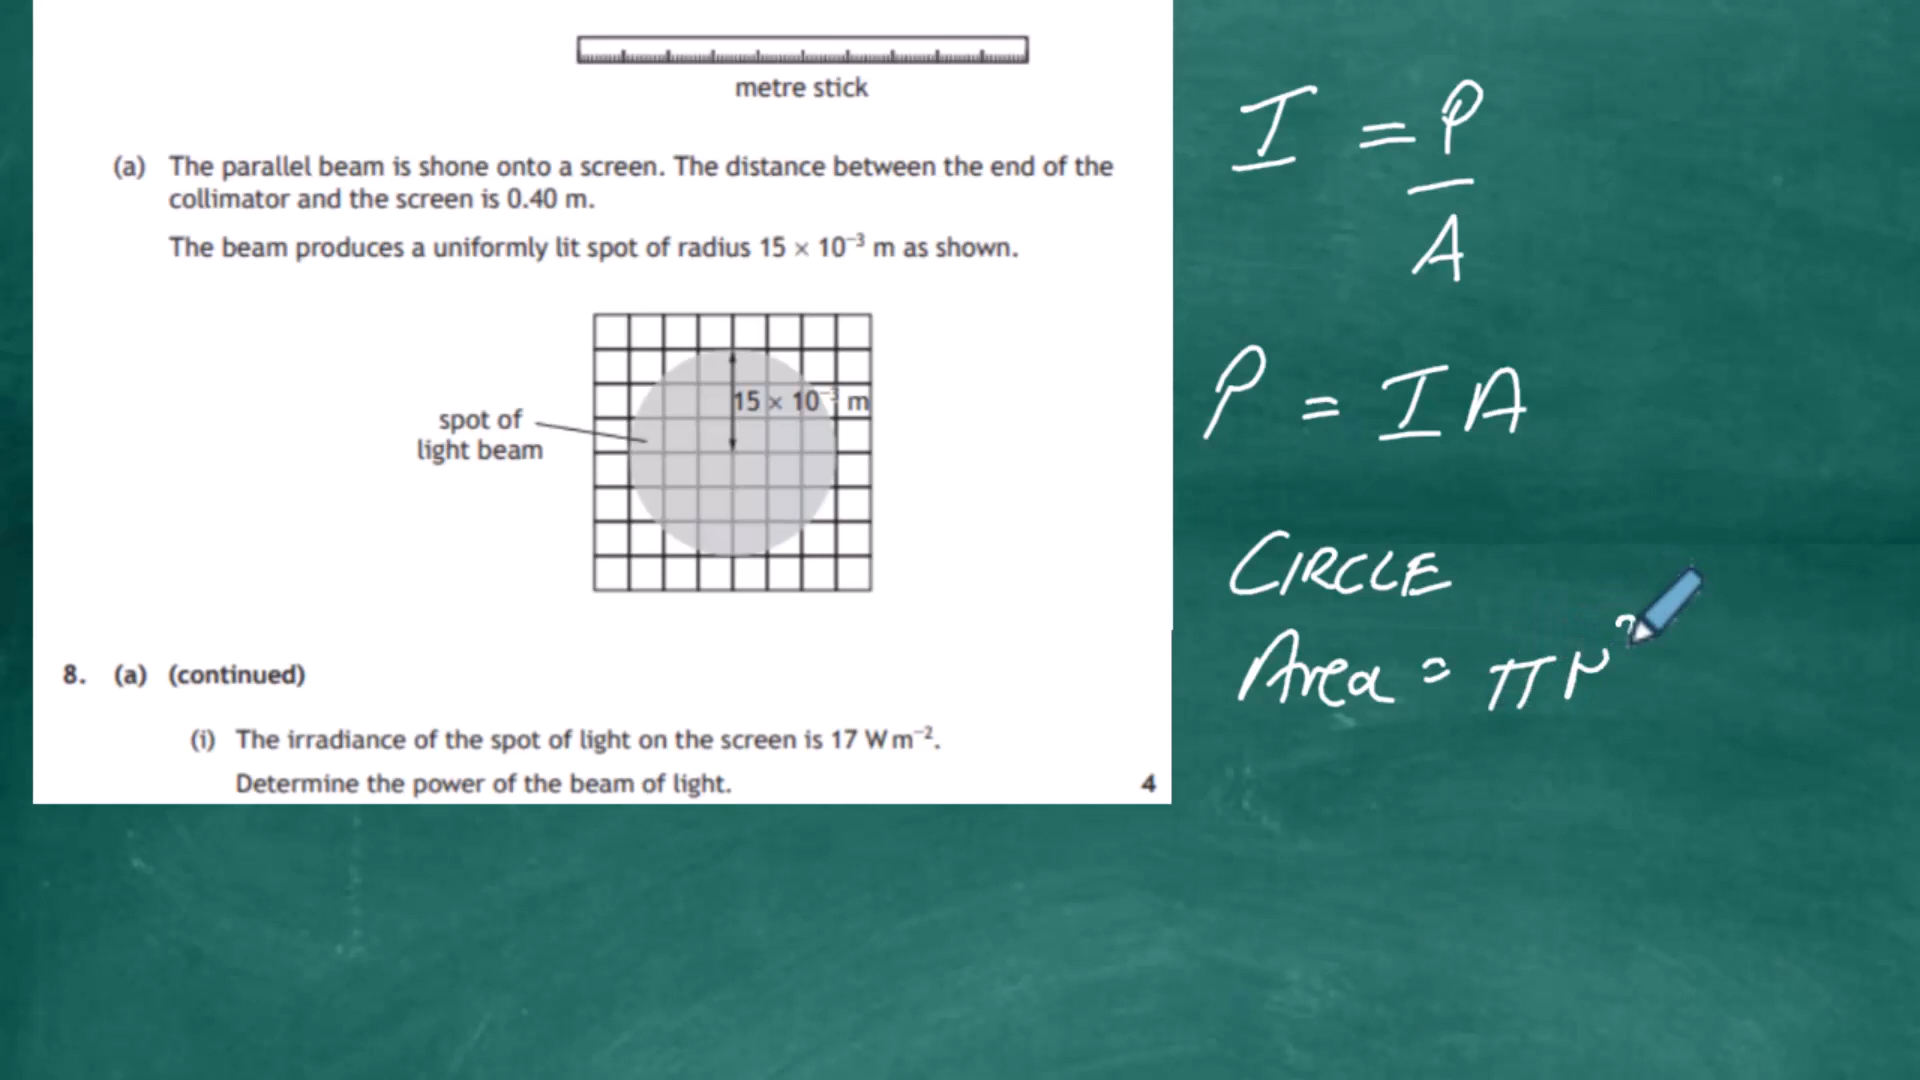 metre stick
(a) The parallel beam is shone onto a screen. The distance between the end of the
collimator and the screen is 0.40 m.
The beam produces a uniformly lit spot of radius 15 × 10⁻³ m as shown.
15 × 10⁻³ m
spot of
light beam
8. (a) (continued)
(i) The irradiance of the spot of light on the screen is 17 W m⁻².
Determine the power of the beam of light.
4
I = P
A
P = I A
CIRCLE
Area = πr²